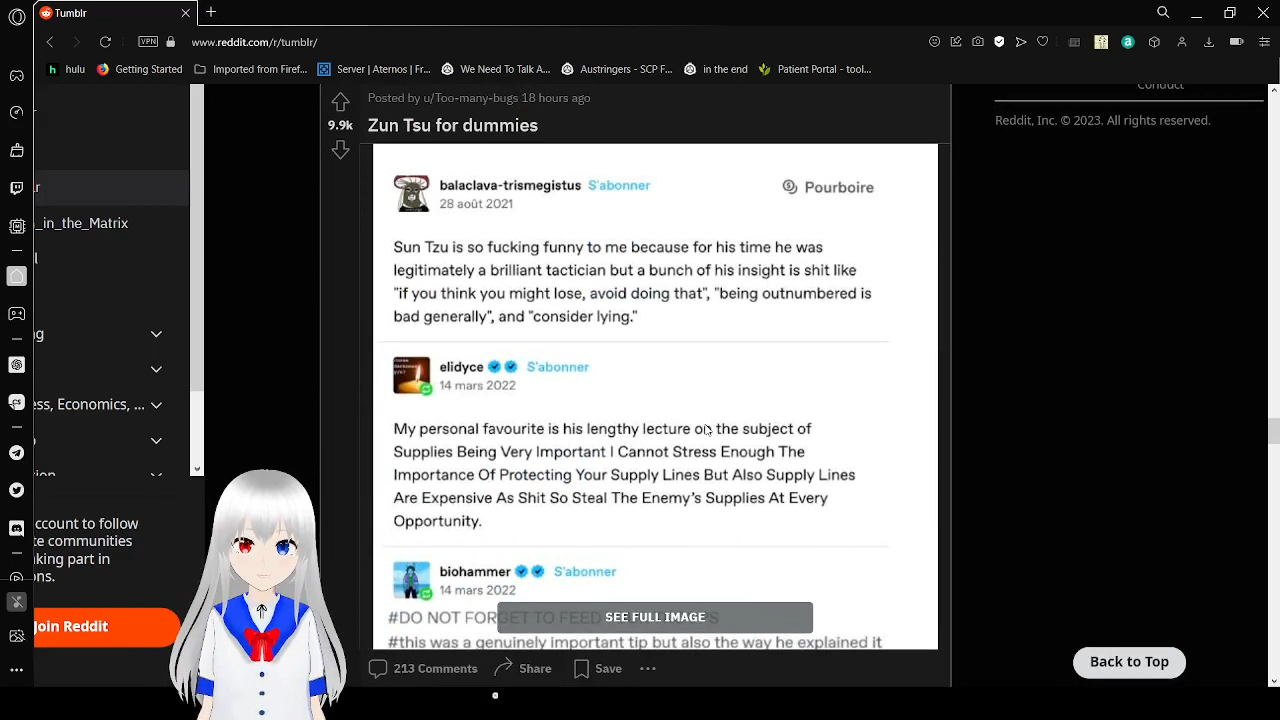 Tumblr
www.reddit.com/r/tumblr/
VPN
hulu
Getting Started
Imported from Firef...
Server | Aternos | Fr...
We Need To Talk A...
Austringers - SCP F...
in the end
Patient Portal - tool...
Posted by u/Too-many-bugs 18 hours ago
9.9k
Zun Tsu for dummies
Conduct
Reddit, Inc. © 2023. All rights reserved.
_in_the_Matrix
ess, Economics, ...
ccount to follow
te communities
king part in
ons.
Join Reddit
balaclava-trismegistus S'abonner
28 août 2021
Pourboire
Sun Tzu is so fucking funny to me because for his time he was
legitimately a brilliant tactician but a bunch of his insight is shit like
"if you think you might lose, avoid doing that", "being outnumbered is
bad generally", and "consider lying."
elidyce S'abonner
14 mars 2022
My personal favourite is his lengthy lecture on the subject of
Supplies Being Very Important I Cannot Stress Enough The
Importance Of Protecting Your Supply Lines But Also Supply Lines
Are Expensive As Shit So Steal The Enemy's Supplies At Every
Opportunity.
biohammer S'abonner
14 mars 2022
#DO NOT FORGET TO FEED
SEE FULL IMAGE
#this was a genuinely important tip but also the way he explained it
213 Comments
Share
Save
Back to Top